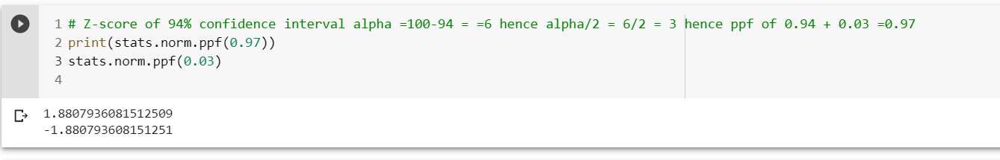 1 # Z-score of 94% confidence interval alpha =100-94 = =6 hence alpha/2 = 6/2 = 3 hence ppf of 0.94 + 0.03 =0.97
2 print(stats.norm.ppf(0.97))
3 stats.norm.ppf(0.03)
4
1.8807936081512509
-1.880793608151251